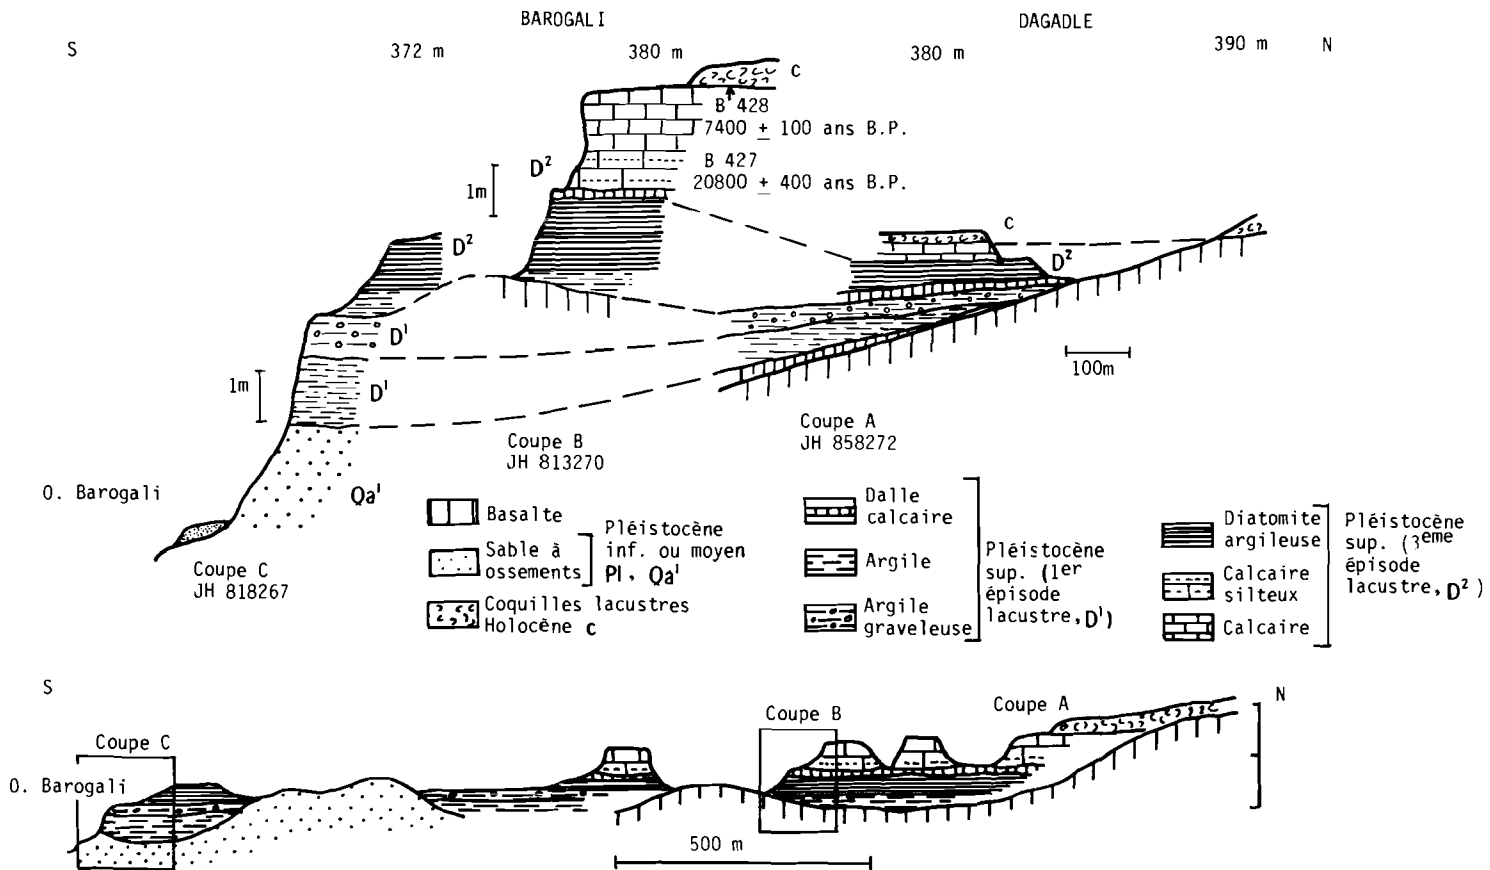 BAROGALI
DAGADLE
S
372 m
380 m
380 m
390 m
N
c
B 428
7400 ± 100 ans B.P.
B 427
20800 ± 400 ans B.P.
D²
1m
D²
c
D²
D¹
1m
D¹
100m
Qa¹
O. Barogali
Coupe C
JH 818267
Coupe B
JH 813270
Coupe A
JH 858272
Basalte
Sable à
ossements
Pléistocène
inf. ou moyen
Pl, Qa¹
Coquilles lacustres
Holocène c
Dalle
calcaire
Argile
Argile
graveleuse
Pléistocène
sup. (1er
épisode
lacustre, D¹)
Diatomite
argileuse
Calcaire
silteux
Calcaire
Pléistocène
sup. (3eme
épisode
lacustre, D²)
S
N
Coupe C
O. Barogali
Coupe B
Coupe A
500 m